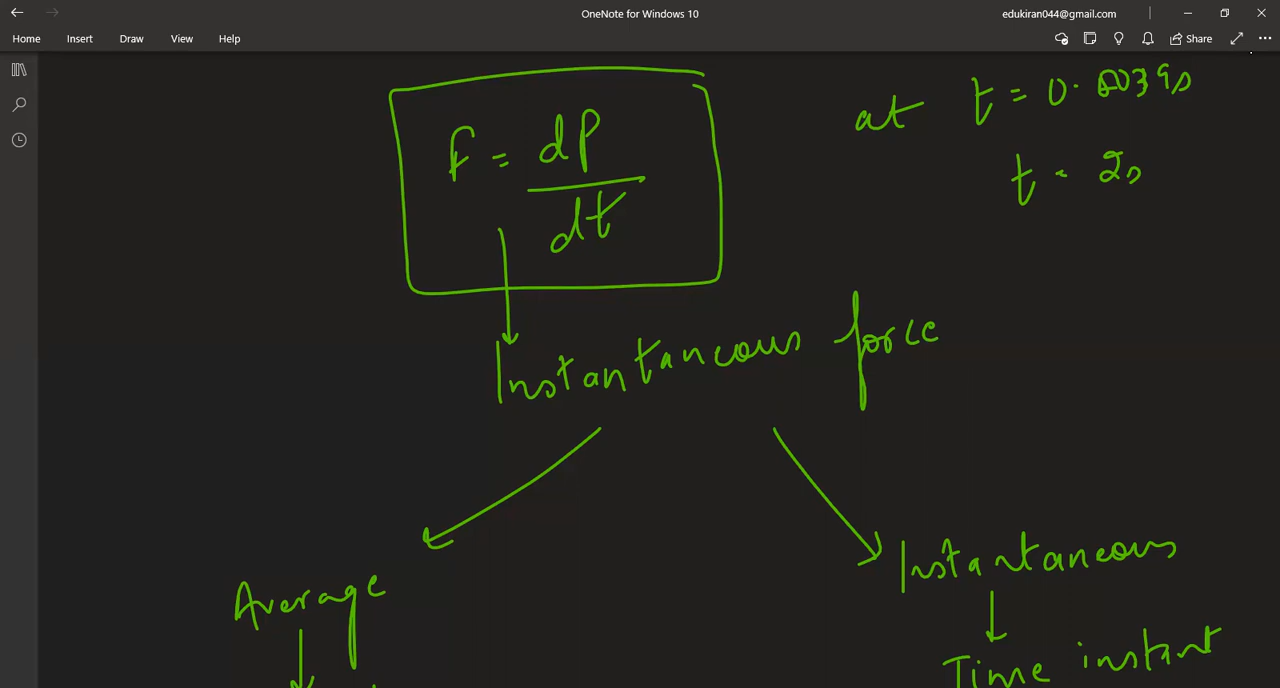 OneNote for Windows 10
edukiran044@gmail.com
Home Insert Draw View Help
Share
F = dP
dt
at t = 0.0039s
t = 2s
Instantaneous force
Average
Instantaneous
Time instant